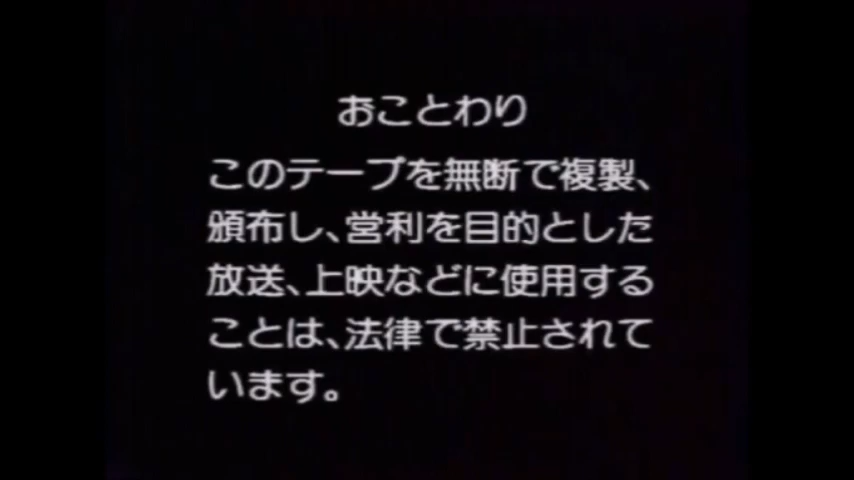 おことわり
このテープを無断で複製、
頒布し、営利を目的とした
放送、上映などに使用する
ことは、法律で禁止されて
います。